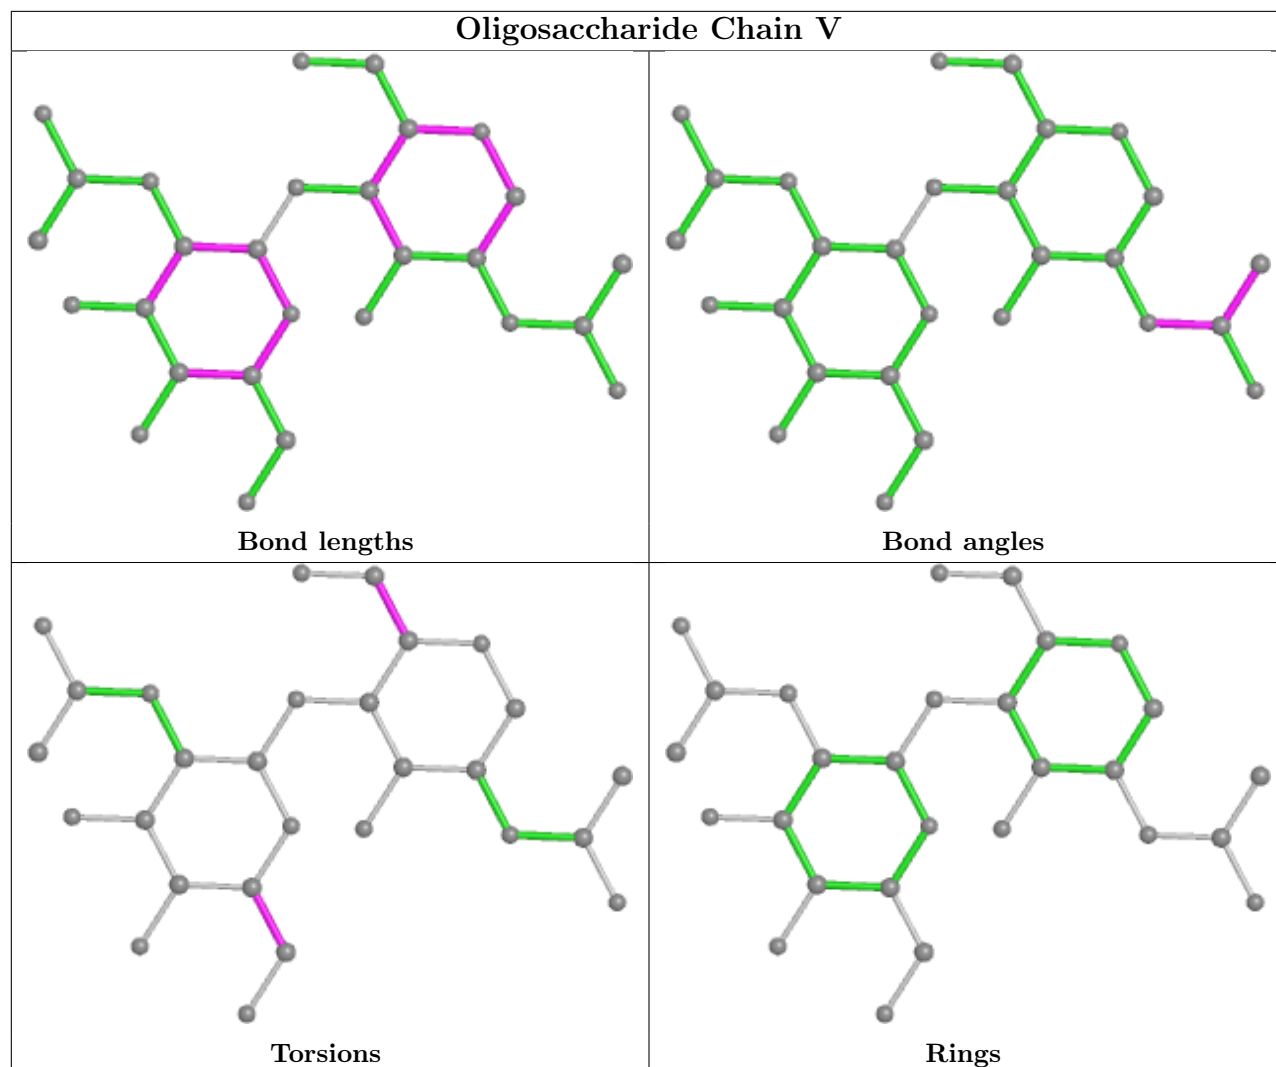 Oligosaccharide Chain V
Bond lengths
Bond angles
Torsions
Rings